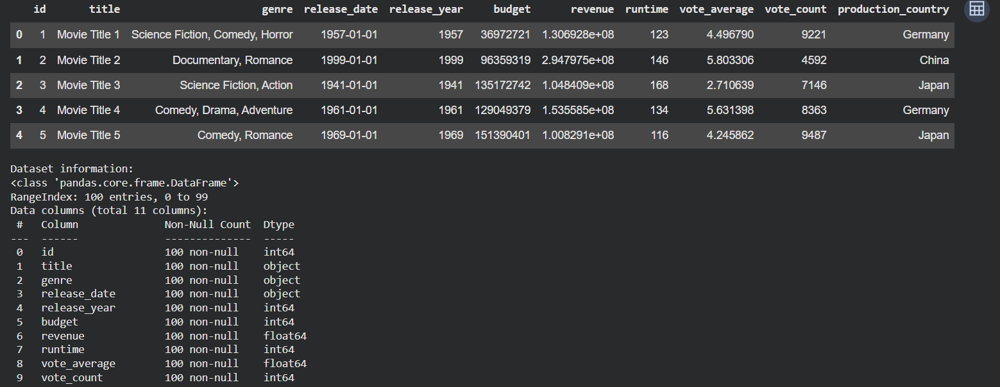 id title genre release_date release_year budget revenue runtime vote_average vote_count production_country
0 1 Movie Title 1 Science Fiction, Comedy, Horror 1957-01-01 1957 36972721 1.306928e+08 123 4.496790 9221 Germany
1 2 Movie Title 2 Documentary, Romance 1999-01-01 1999 96359319 2.947975e+08 146 5.803306 4592 China
2 3 Movie Title 3 Science Fiction, Action 1941-01-01 1941 135172742 1.048409e+08 168 2.710639 7146 Japan
3 4 Movie Title 4 Comedy, Drama, Adventure 1961-01-01 1961 129049379 1.535585e+08 134 5.631398 8363 Germany
4 5 Movie Title 5 Comedy, Romance 1969-01-01 1969 151390401 1.008291e+08 116 4.245862 9487 Japan
Dataset information:
<class 'pandas.core.frame.DataFrame'>
RangeIndex: 100 entries, 0 to 99
Data columns (total 11 columns):
# Column Non-Null Count Dtype
--- ------ -------------- -----
0 id 100 non-null int64
1 title 100 non-null object
2 genre 100 non-null object
3 release_date 100 non-null object
4 release_year 100 non-null int64
5 budget 100 non-null int64
6 revenue 100 non-null float64
7 runtime 100 non-null int64
8 vote_average 100 non-null float64
9 vote_count 100 non-null int64